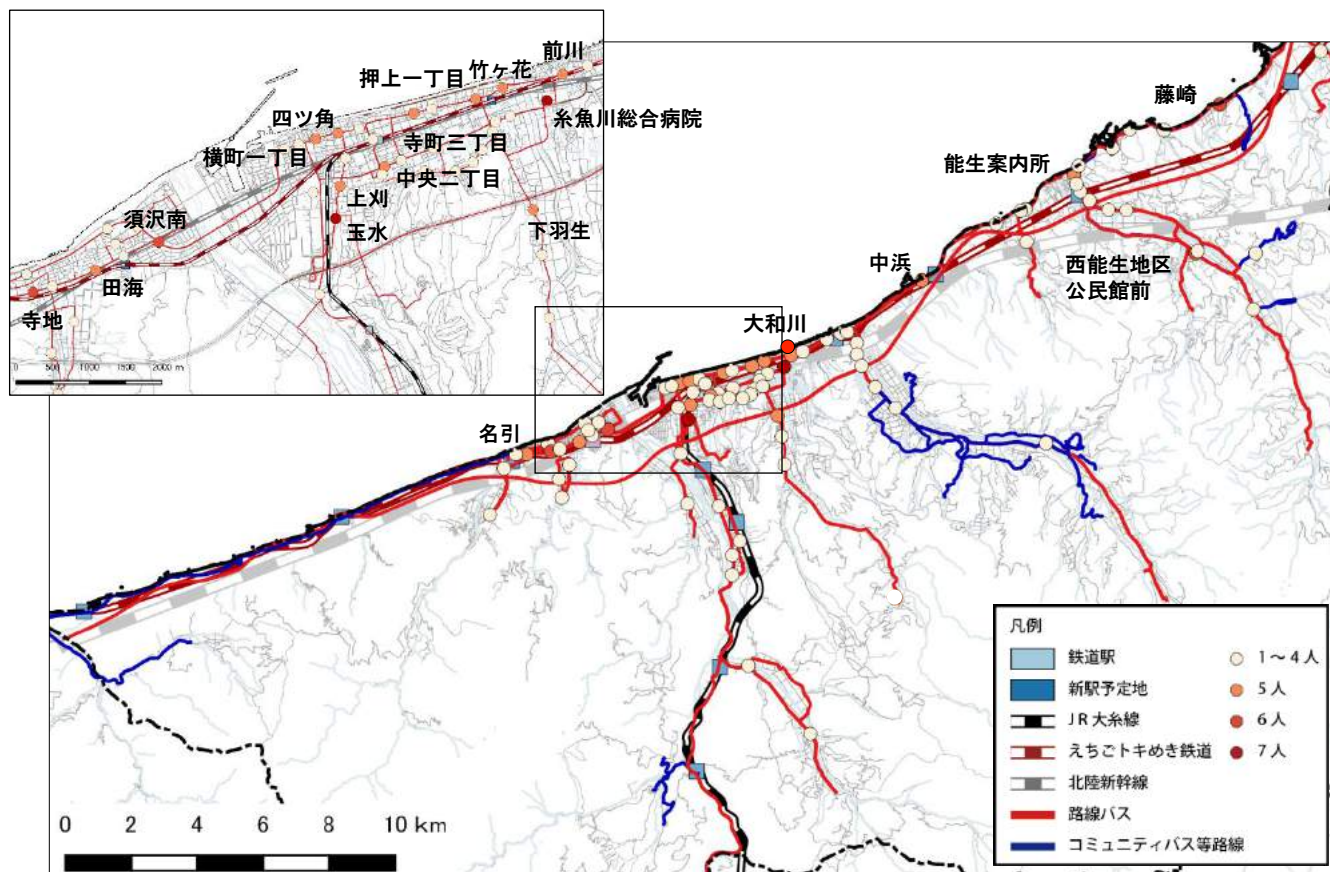 前川
竹ヶ花
押上一丁目
糸魚川総合病院
四ツ角
寺町三丁目
横町一丁目
中央二丁目
上刈
玉水
須沢南
下羽生
田海
寺地
0 500 1000 1500 2000 m
藤崎
能生案内所
中浜
西能生地区
公民館前
大和川
名引
凡例
鉄道駅
新駅予定地
JR大糸線
えちごトキめき鉄道
北陸新幹線
路線バス
コミュニティバス等路線
1〜4人
5人
6人
7人
0 2 4 6 8 10 km